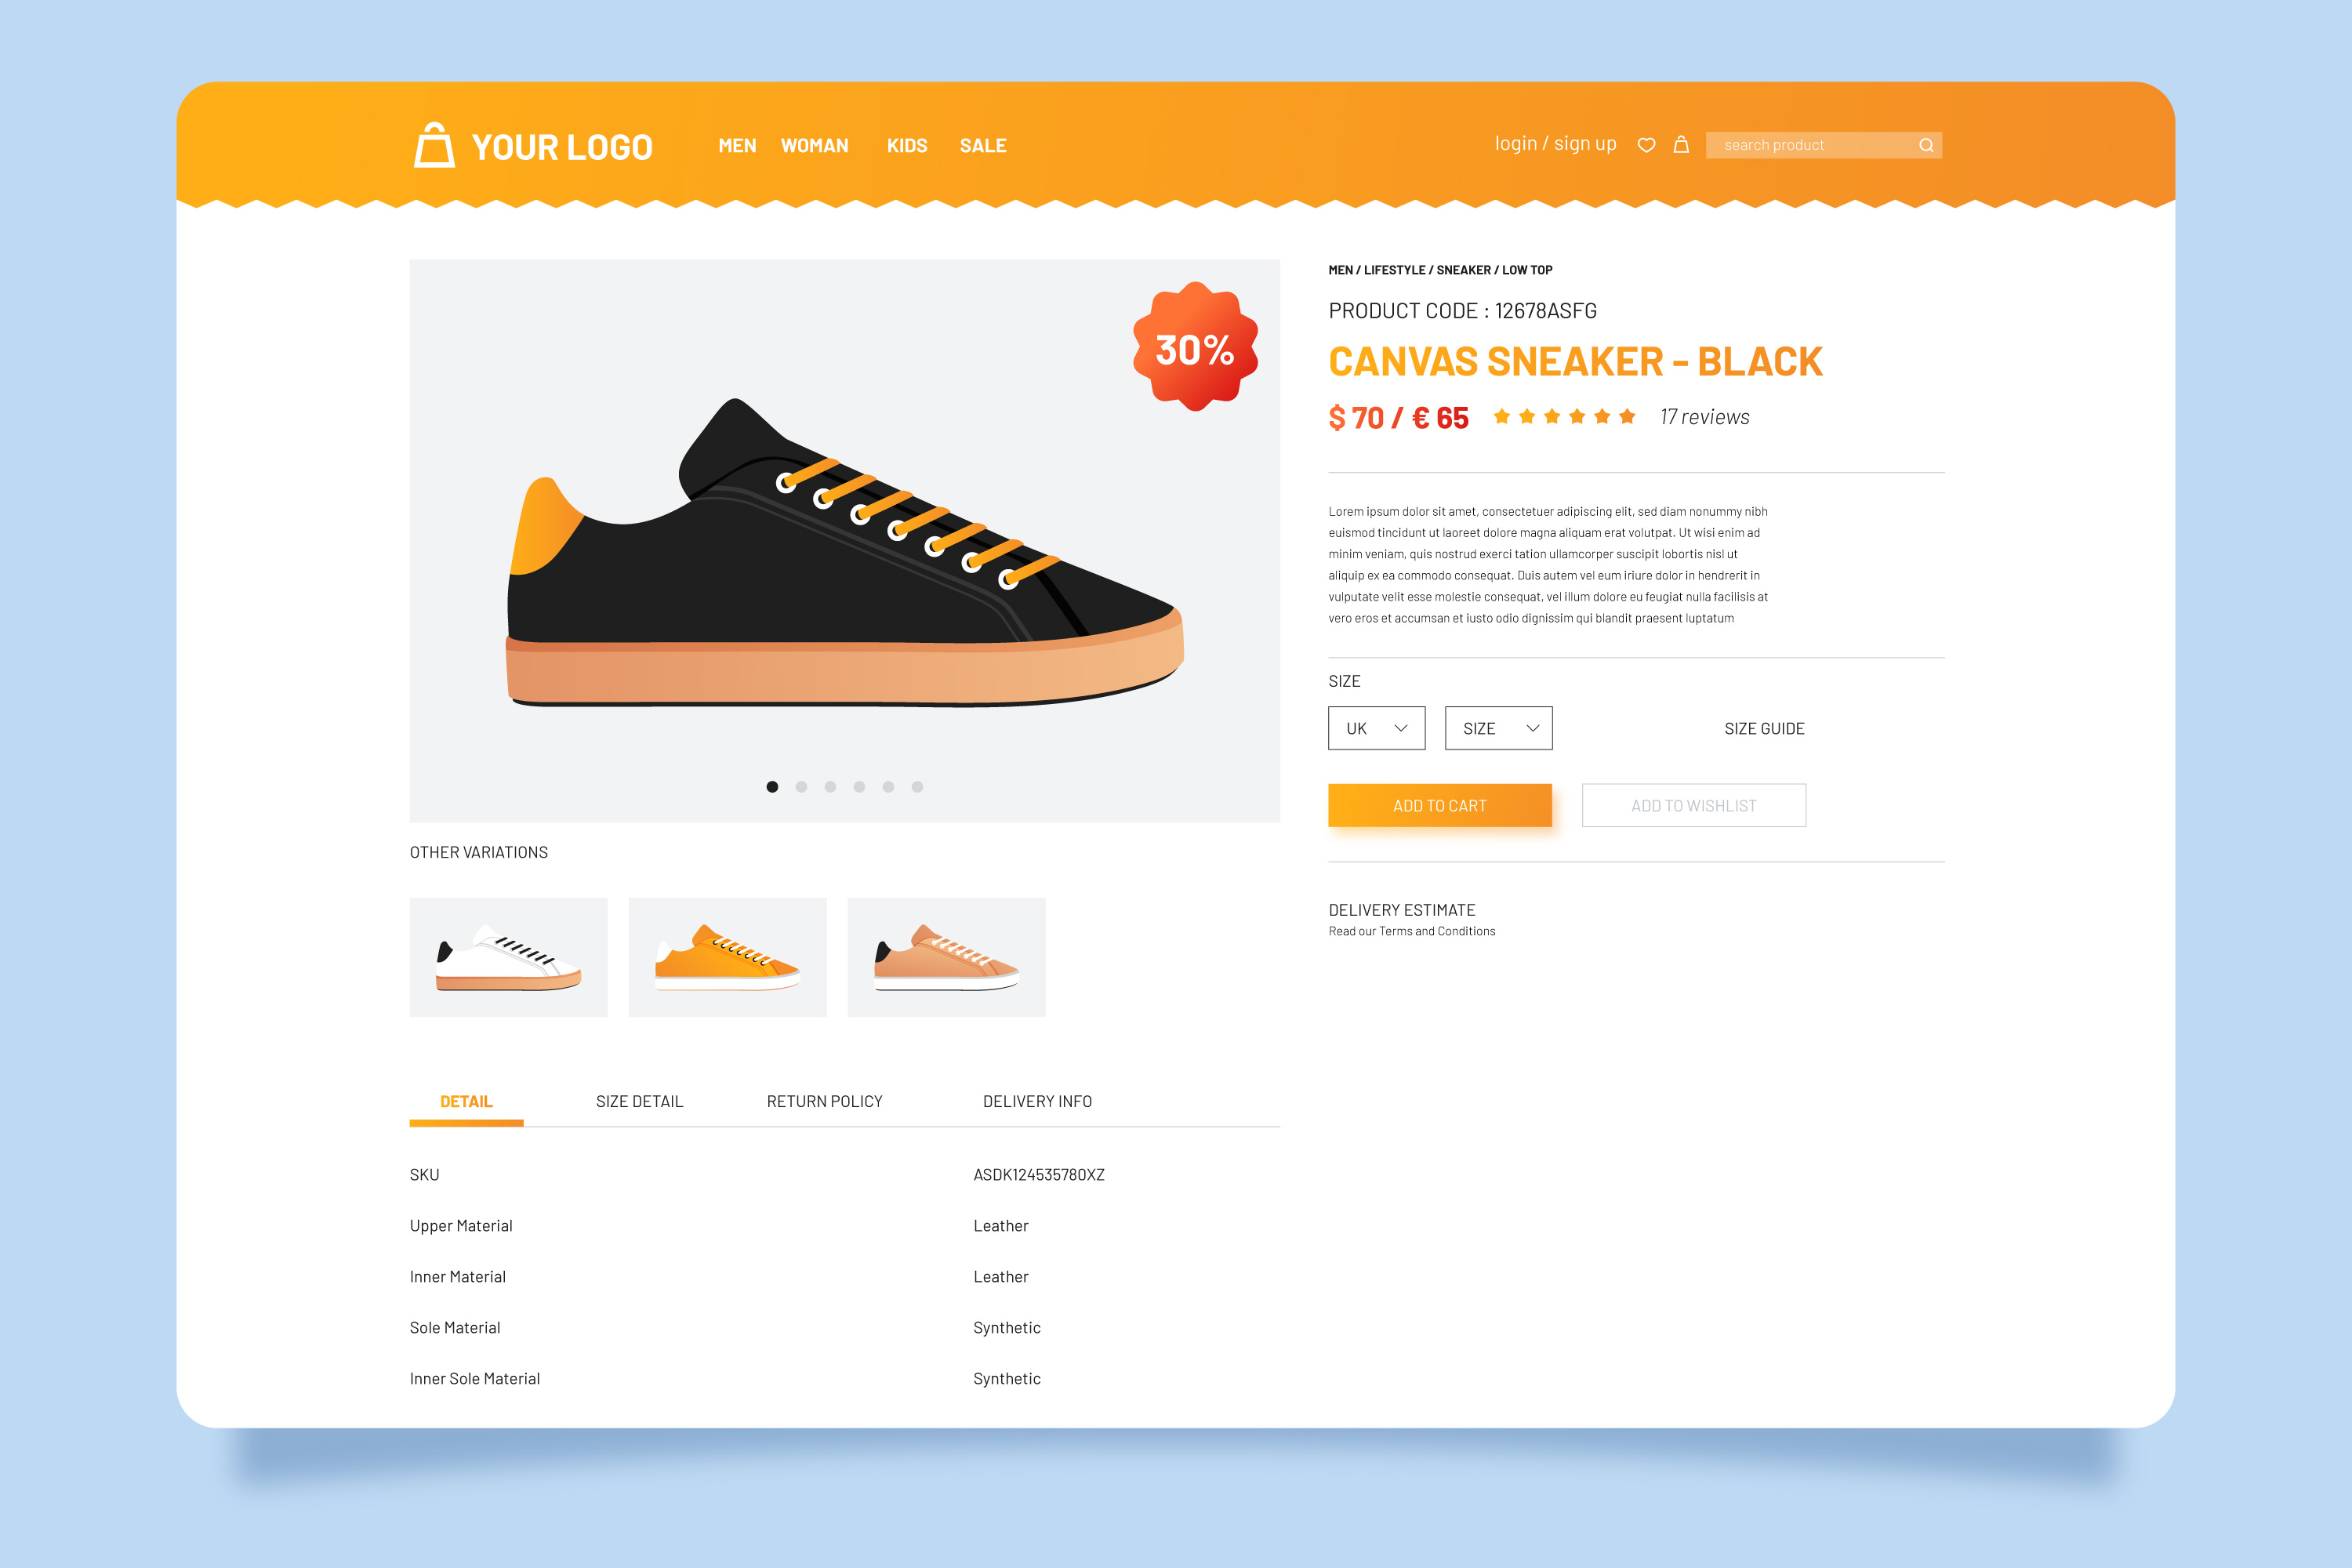 YOUR LOGO
MEN WOMAN KIDS SALE
login / sign up
search product
30%
MEN / LIFESTYLE / SNEAKER / LOW TOP
PRODUCT CODE : 12678ASFG
CANVAS SNEAKER - BLACK
$ 70 / € 65
17 reviews
Lorem ipsum dolor sit amet, consectetuer adipiscing elit, sed diam nonummy nibh
euismod tincidunt ut laoreet dolore magna aliquam erat volutpat. Ut wisi enim ad
minim veniam, quis nostrud exerci tation ullamcorper suscipit lobortis nisl ut
aliquip ex ea commodo consequat. Duis autem vel eum iriure dolor in hendrerit in
vulputate velit esse molestie consequat, vel illum dolore eu feugiat nulla facilisis at
vero eros et accumsan et iusto odio dignissim qui blandit praesent luptatum
SIZE
UK SIZE SIZE GUIDE
ADD TO CART ADD TO WISHLIST
DELIVERY ESTIMATE
Read our Terms and Conditions
OTHER VARIATIONS
DETAIL SIZE DETAIL RETURN POLICY DELIVERY INFO
SKU ASDK124535780XZ
Upper Material Leather
Inner Material Leather
Sole Material Synthetic
Inner Sole Material Synthetic